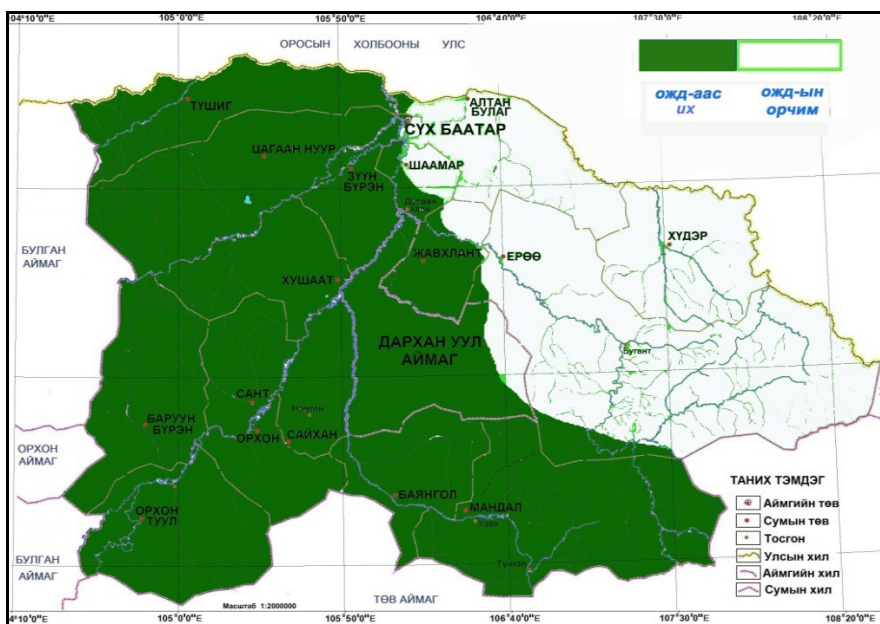 04°10'0"E
105°0'0"E
105°50'0"E
106°40'0"E
107°30'0"E
108°20'0"E
ОРОСЫН ХОЛБООНЫ УЛС
ожд-аас их
ожд-ын орчим
ТҮШИГ
АЛТАН БУЛАГ
СҮХ БААТАР
ЦАГААН НУУР
ЗҮҮН БҮРЭН
ШААМАР
БУЛГАН АЙМАГ
ХУШААТ
ЖАВХЛАНТ
ЕРӨӨ
ХҮДЭР
ДАРХАН УУЛ АЙМАГ
Бугант
САНТ
Номгон
БАРУУН БҮРЭН
ОРХОН
САЙХАН
ОРХОН АЙМАГ
БАЯНГОЛ
МАНДАЛ
ОРХОН ТУУЛ
Түнхэл
БУЛГАН АЙМАГ
ТӨВ АЙМАГ
Масштаб 1:2000000
ТАНИХ ТЭМДЭГ
Аймгийн төв
Сумын төв
Тосгон
Улсын хил
Аймгийн хил
Сумын хил
04°10'0"E
105°0'0"E
105°50'0"E
106°40'0"E
107°30'0"E
108°20'0"E